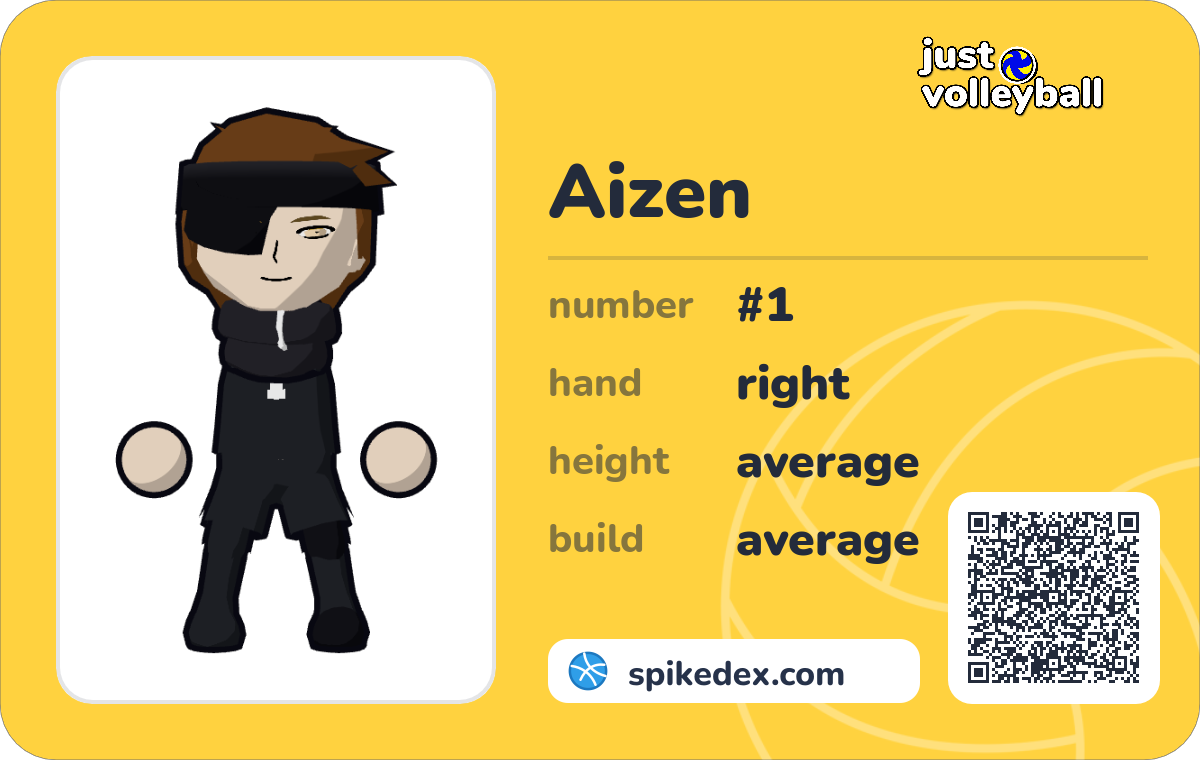 just
volleyball
Aizen
number #1
hand right
height average
build average
spikedex.com